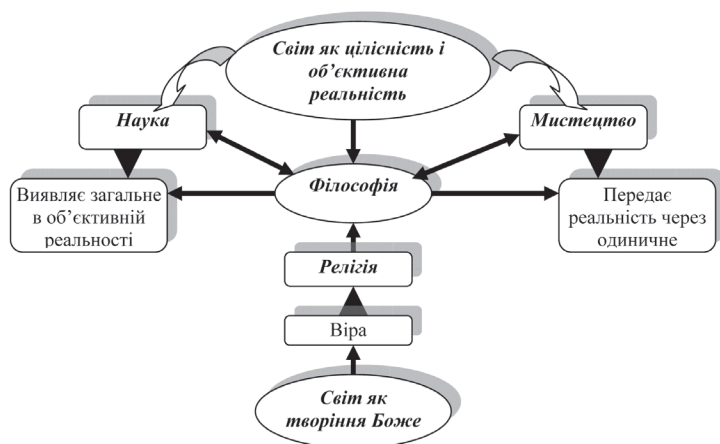 Світ як цілісність і
об’єктивна
реальність
Наука
Мистецтво
Філософія
Виявляє загальне
в об’єктивній
реальності
Передає
реальність через
одиничне
Релігія
Віра
Світ як
творіння Боже